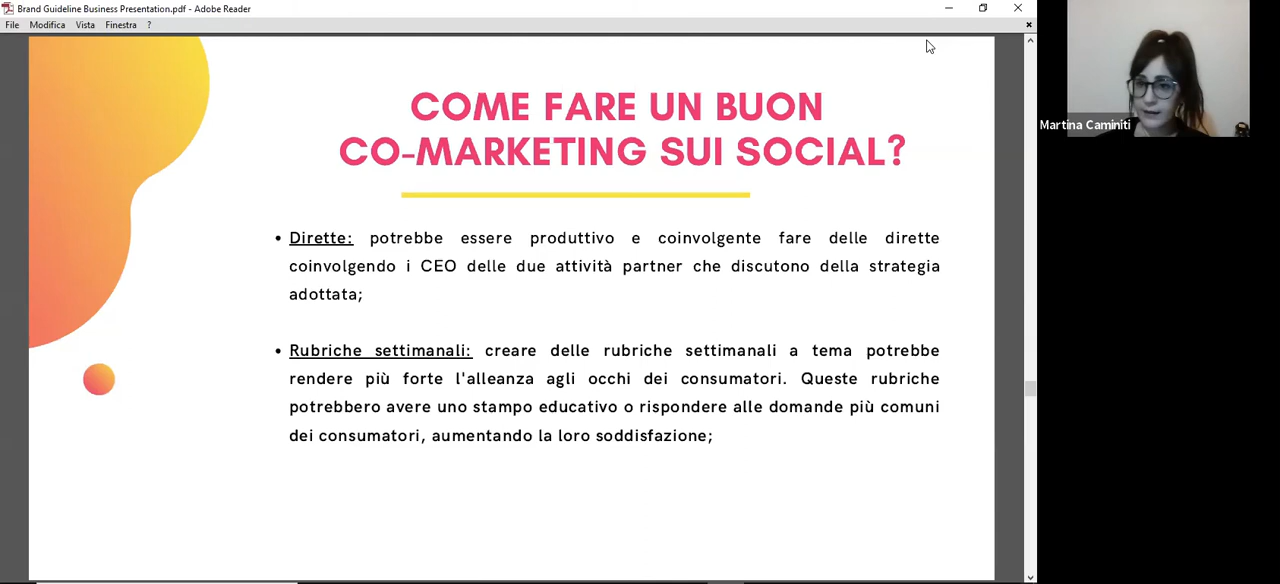 Brand Guideline Business Presentation.pdf - Adobe Reader
File Modifica Vista Finestra ?
COME FARE UN BUON
CO-MARKETING SUI SOCIAL?
• Dirette: potrebbe essere produttivo e coinvolgente fare delle dirette
coinvolgendo i CEO delle due attività partner che discutono della strategia
adottata;
• Rubriche settimanali: creare delle rubriche settimanali a tema potrebbe
rendere più forte l'alleanza agli occhi dei consumatori. Queste rubriche
potrebbero avere uno stampo educativo o rispondere alle domande più comuni
dei consumatori, aumentando la loro soddisfazione;
Martina Caminiti